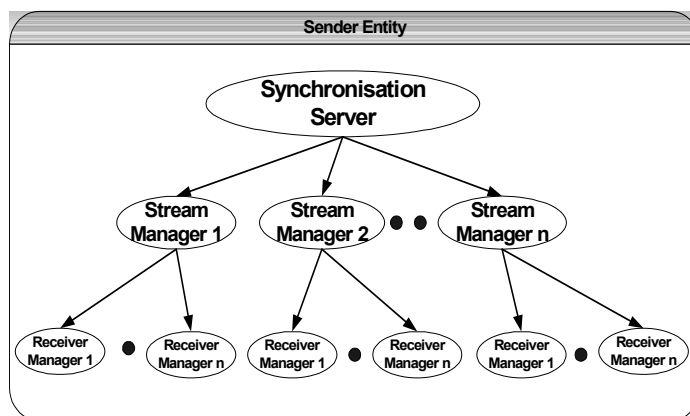 Sender Entity
Synchronisation
Server
Stream
Manager 1
Stream
Manager 2
Stream
Manager n
Receiver
Manager 1
Receiver
Manager n
Receiver
Manager 1
Receiver
Manager n
Receiver
Manager 1
Receiver
Manager n